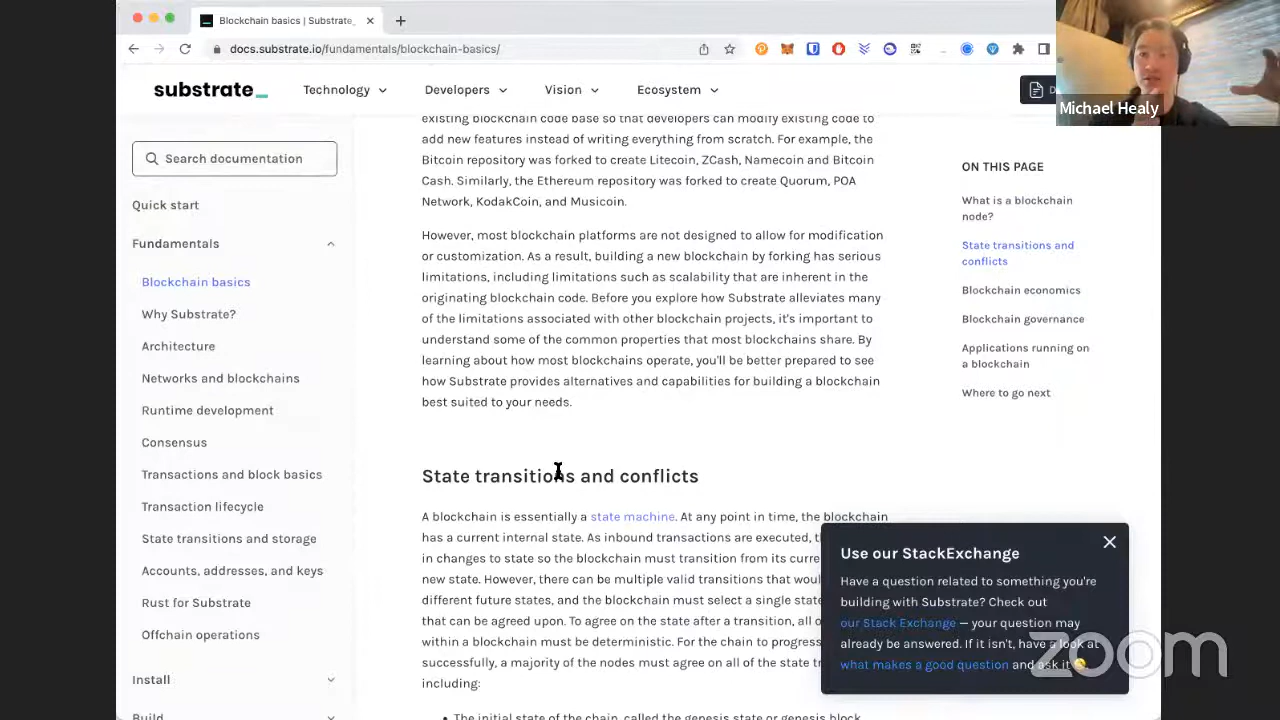 Blockchain basics | Substrate_
docs.substrate.io/fundamentals/blockchain-basics/
substrate_
Technology
Developers
Vision
Ecosystem
D
Michael Healy
Search documentation
Quick start
Fundamentals
Blockchain basics
Why Substrate?
Architecture
Networks and blockchains
Runtime development
Consensus
Transactions and block basics
Transaction lifecycle
State transitions and storage
Accounts, addresses, and keys
Rust for Substrate
Offchain operations
Install
Build
existing blockchain code base so that developers can modify existing code to
add new features instead of writing everything from scratch. For example, the
Bitcoin repository was forked to create Litecoin, ZCash, Namecoin and Bitcoin
Cash. Similarly, the Ethereum repository was forked to create Quorum, POA
Network, KodakCoin, and Musicoin.
However, most blockchain platforms are not designed to allow for modification
or customization. As a result, building a new blockchain by forking has serious
limitations, including limitations such as scalability that are inherent in the
originating blockchain code. Before you explore how Substrate alleviates many
of the limitations associated with other blockchain projects, it's important to
understand some of the common properties that most blockchains share. By
learning about how most blockchains operate, you'll be better prepared to see
how Substrate provides alternatives and capabilities for building a blockchain
best suited to your needs.
State transitions and conflicts
A blockchain is essentially a state machine. At any point in time, the blockchain
has a current internal state. As inbound transactions are executed,
in changes to state so the blockchain must transition from its
new state. However, there can be multiple valid transitions that
different future states, and the blockchain must select a single state
that can be agreed upon. To agree on the state after a transition, all
within a blockchain must be deterministic. For the chain to
successfully, a majority of the nodes must agree on all of the state
including:
• The initial state of the chain, called the genesis state or genesis block
ON THIS PAGE
What is a blockchain
node?
State transitions and
conflicts
Blockchain economics
Blockchain governance
Applications running on
a blockchain
Where to go next
Use our StackExchange
Have a question related to something you're
building with Substrate? Check out
our Stack Exchange — your question may
already be answered. If it isn't, have a look at
what makes a good question and ask it
zoom